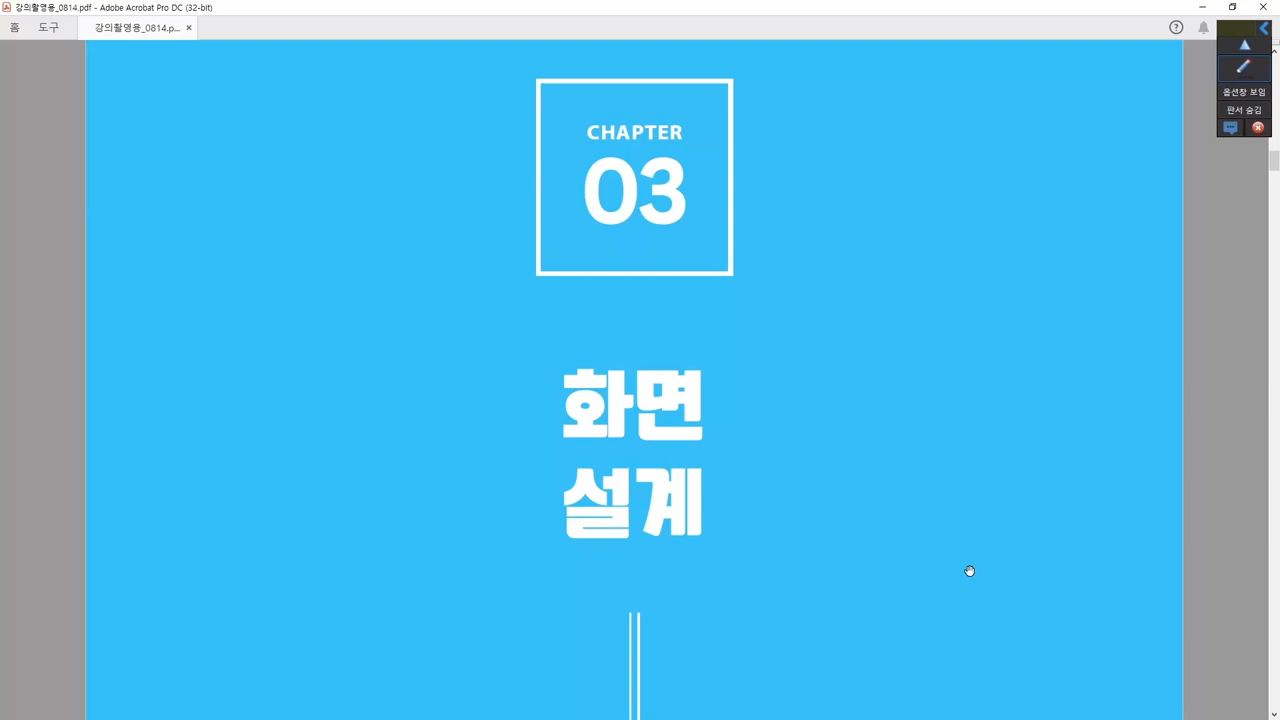 강의촬영용_0814.pdf - Adobe Acrobat Pro DC (32-bit)
홈 도구 강의촬영용_0814.p... ×
옵션창 보임
판서 숨김
CHAPTER
03
화면
설계